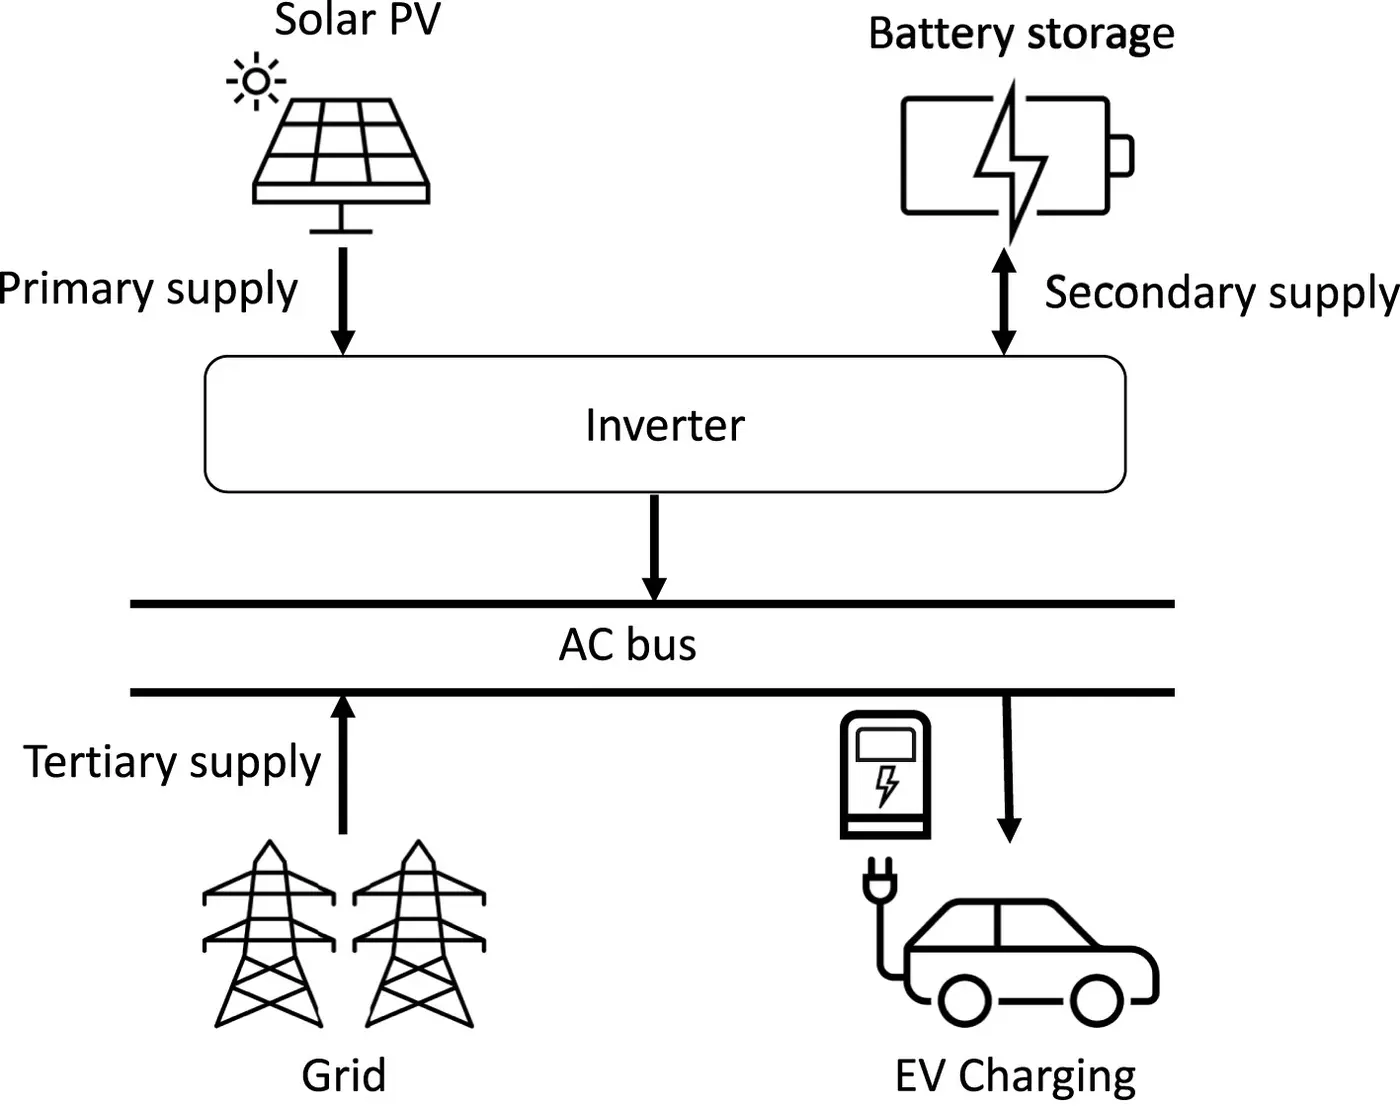 Solar PV
Battery storage
Primary supply
Secondary supply
Inverter
AC bus
Tertiary supply
Grid
EV Charging